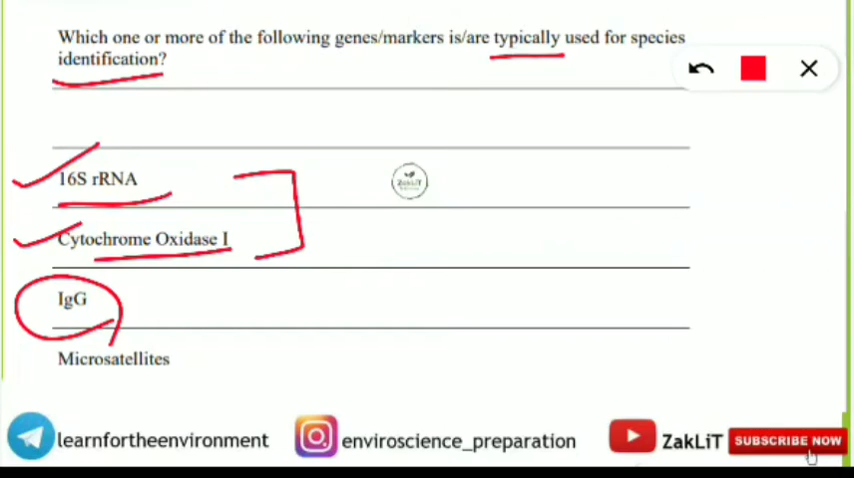 Which one or more of the following genes/markers is/are typically used for species
identification?
16S rRNA
ZakLiT
Cytochrome Oxidase I
IgG
Microsatellites
learnfortheenvironment
enviroscience_preparation
ZakLiT
SUBSCRIBE NOW